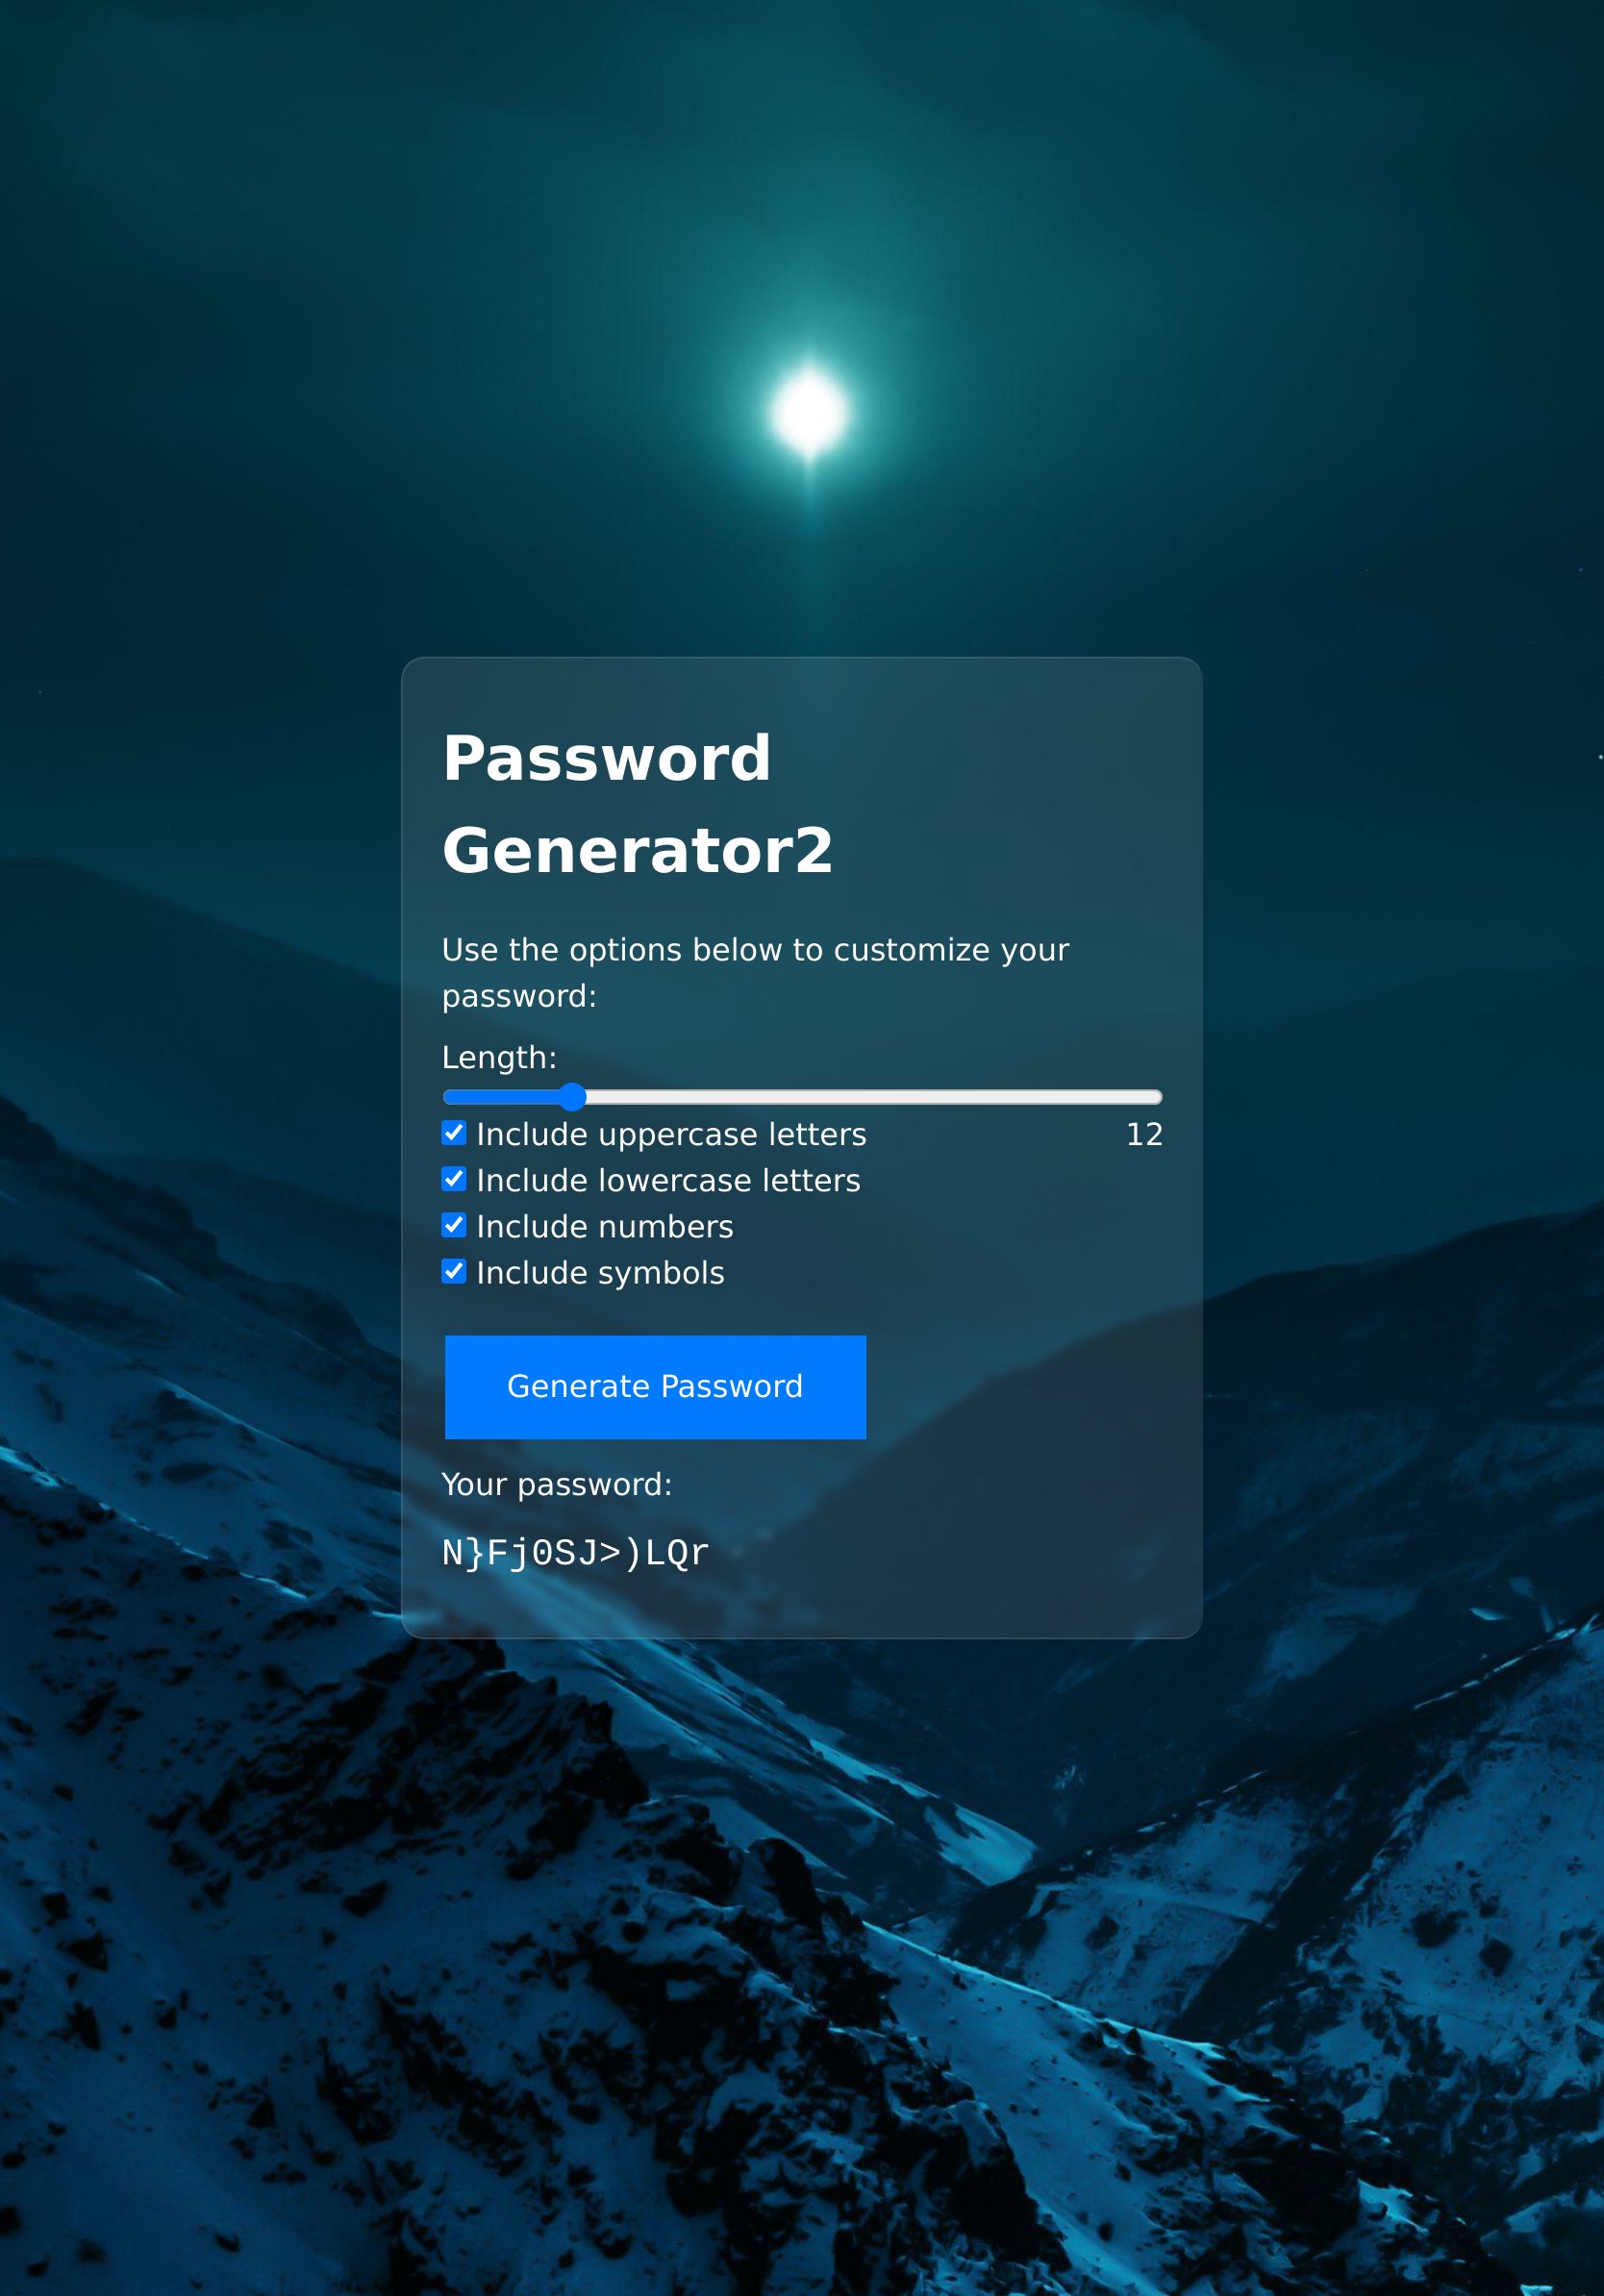 Password
Generator2
Use the options below to customize your
password:
Length:
Include uppercase letters 12
Include lowercase letters
Include numbers
Include symbols
Generate Password
Your password:
N}Fj0SJ>)LQr